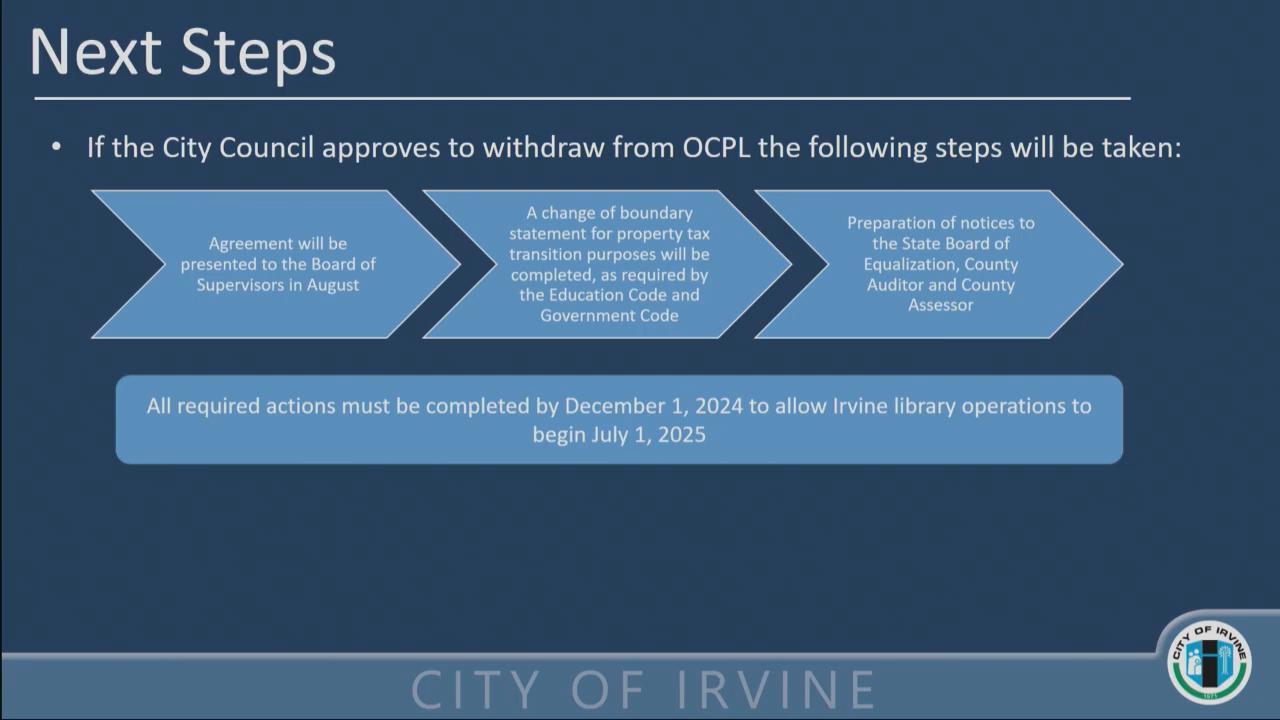 Next Steps
• If the City Council approves to withdraw from OCPL the following steps will be taken:
Agreement will be
presented to the Board of
Supervisors in August
A change of boundary
statement for property tax
transition purposes will be
completed, as required by
the Education Code and
Government Code
Preparation of notices to
the State Board of
Equalization, County
Auditor and County
Assessor
All required actions must be completed by December 1, 2024 to allow Irvine library operations to
begin July 1, 2025
CITY OF IRVINE
CITY OF IRVINE
1971